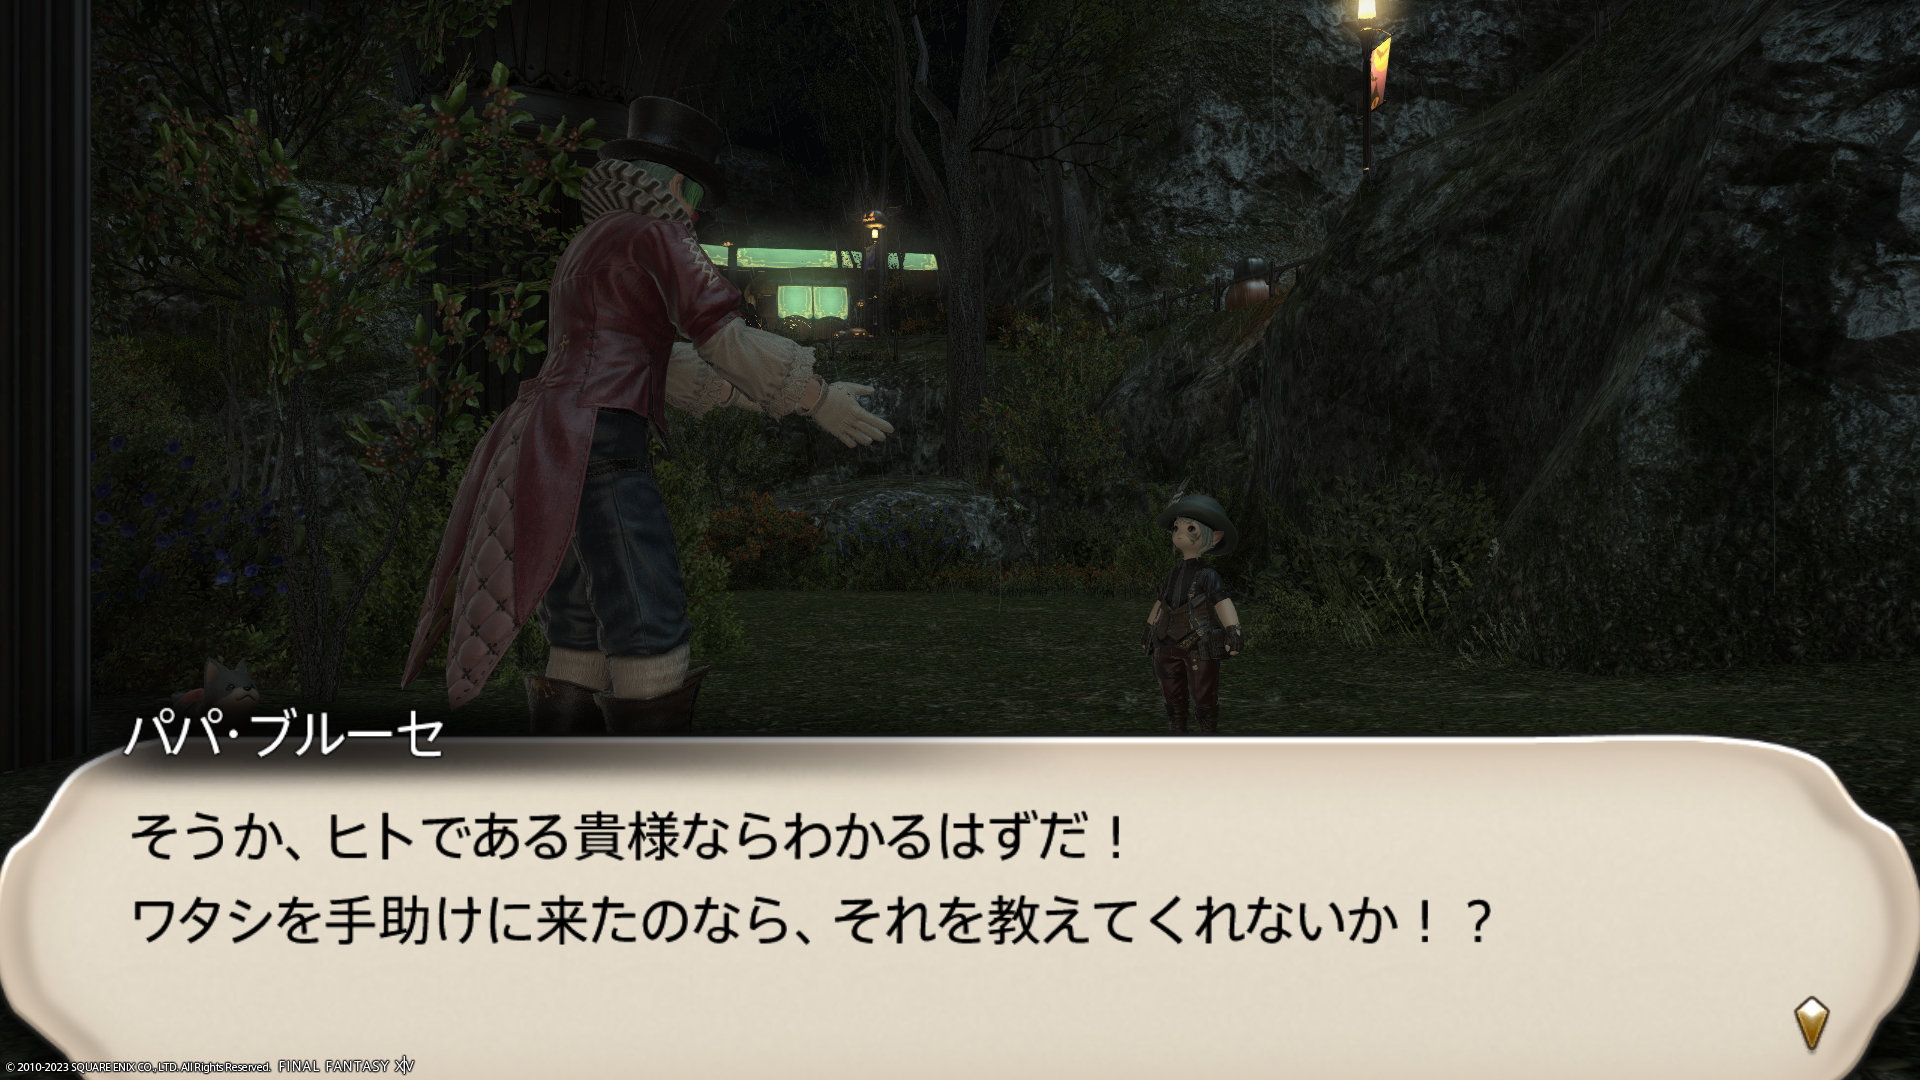 パパ・ブルーセ
そうか、ヒトである貴様ならわかるはずだ！
ワタシを手助けに来たのなら、それを教えてくれないか！？
© 2010-2023 SQUARE ENIX CO., LTD. All Rights Reserved. FINAL FANTASY XIV